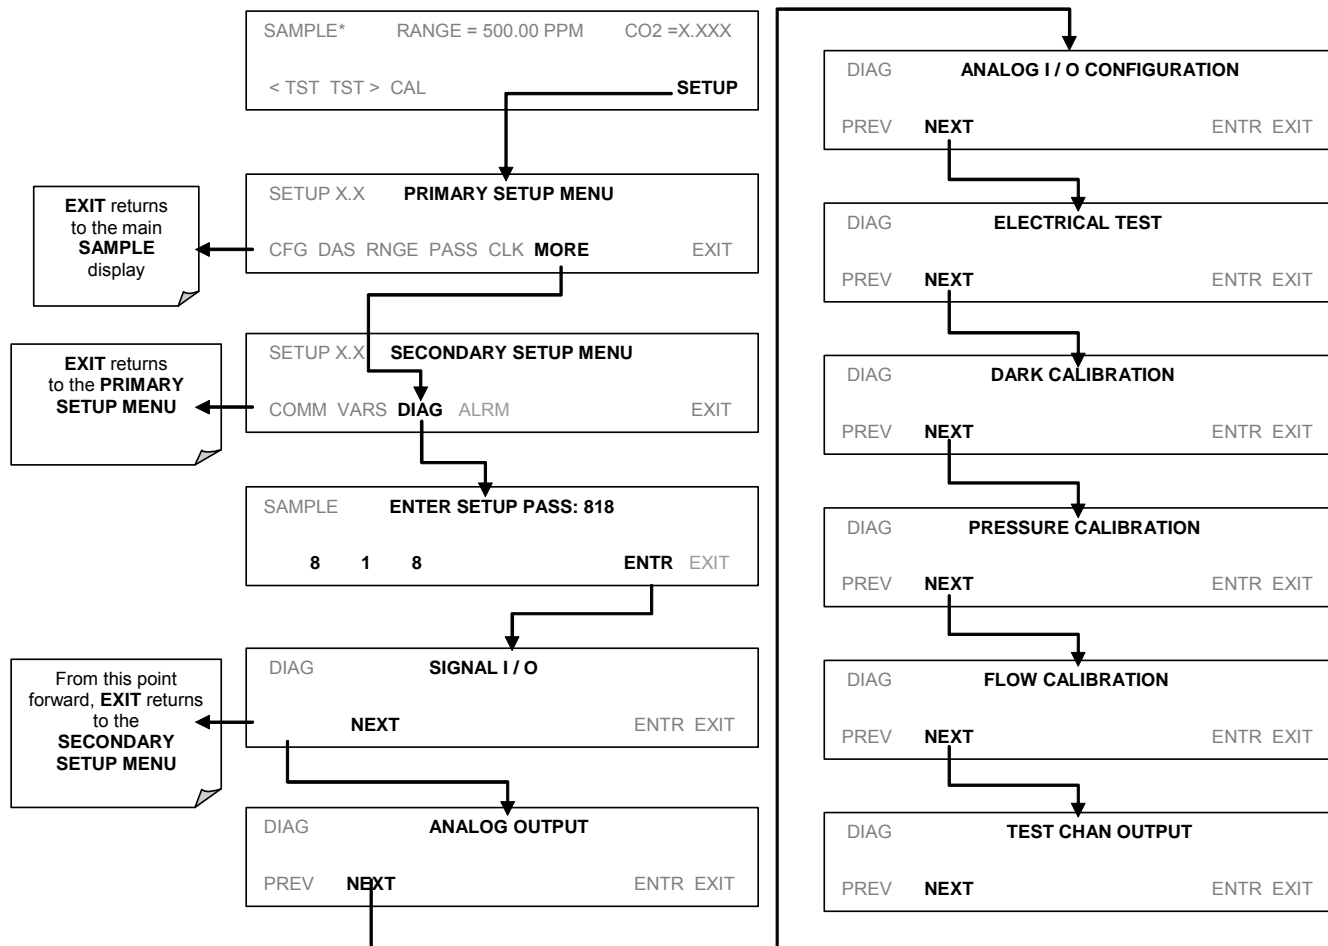 SAMPLE* RANGE = 500.00 PPM CO2 =X.XXX
< TST TST > CAL SETUP
SETUP X.X PRIMARY SETUP MENU
CFG DAS RNGE PASS CLK MORE EXIT
EXIT returns
to the main
SAMPLE
display
SETUP X.X SECONDARY SETUP MENU
COMM VARS DIAG ALRM EXIT
EXIT returns
to the PRIMARY
SETUP MENU
SAMPLE ENTER SETUP PASS: 818
8 1 8 ENTR EXIT
DIAG SIGNAL I / O
NEXT ENTR EXIT
From this point
forward, EXIT returns
to the
SECONDARY
SETUP MENU
DIAG ANALOG OUTPUT
PREV NEXT ENTR EXIT
DIAG ANALOG I / O CONFIGURATION
PREV NEXT ENTR EXIT
DIAG ELECTRICAL TEST
PREV NEXT ENTR EXIT
DIAG DARK CALIBRATION
PREV NEXT ENTR EXIT
DIAG PRESSURE CALIBRATION
PREV NEXT ENTR EXIT
DIAG FLOW CALIBRATION
PREV NEXT ENTR EXIT
DIAG TEST CHAN OUTPUT
PREV NEXT ENTR EXIT